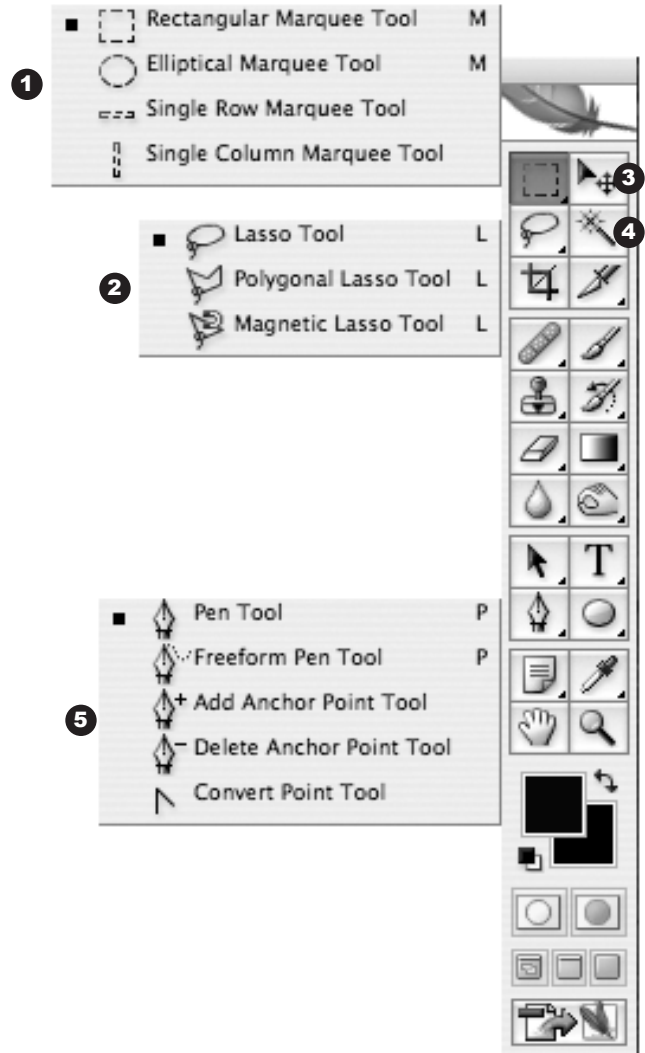 Rectangular Marquee Tool M
1
Elliptical Marquee Tool M
Single Row Marquee Tool
Single Column Marquee Tool
3
4
2
Lasso Tool L
Polygonal Lasso Tool L
Magnetic Lasso Tool L
T
5
Pen Tool P
Freeform Pen Tool P
Add Anchor Point Tool
Delete Anchor Point Tool
Convert Point Tool